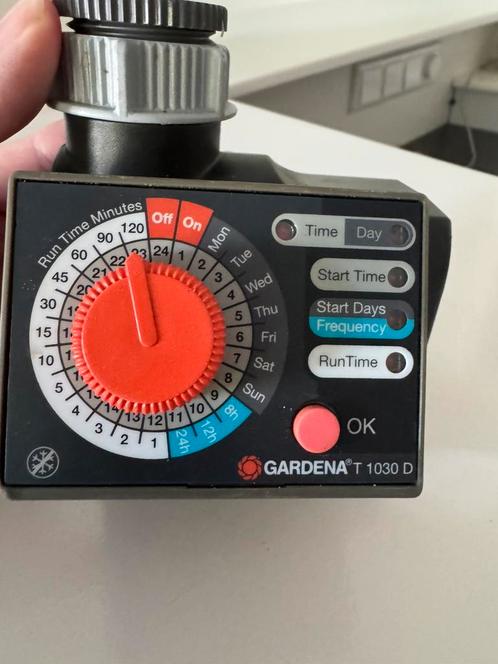 Run Time Minutes
Off On Mon Tue Wed Thu Fri Sat Sun
8h 12h 24h
1 2 3 4 5 10 15 30 45 60 90 120
24 1 2 3 4 5 6 7 8 9 10 11 12 13 14
22 23
Time Day
Start Time
Start Days
Frequency
RunTime
OK
GARDENA® T 1030 D